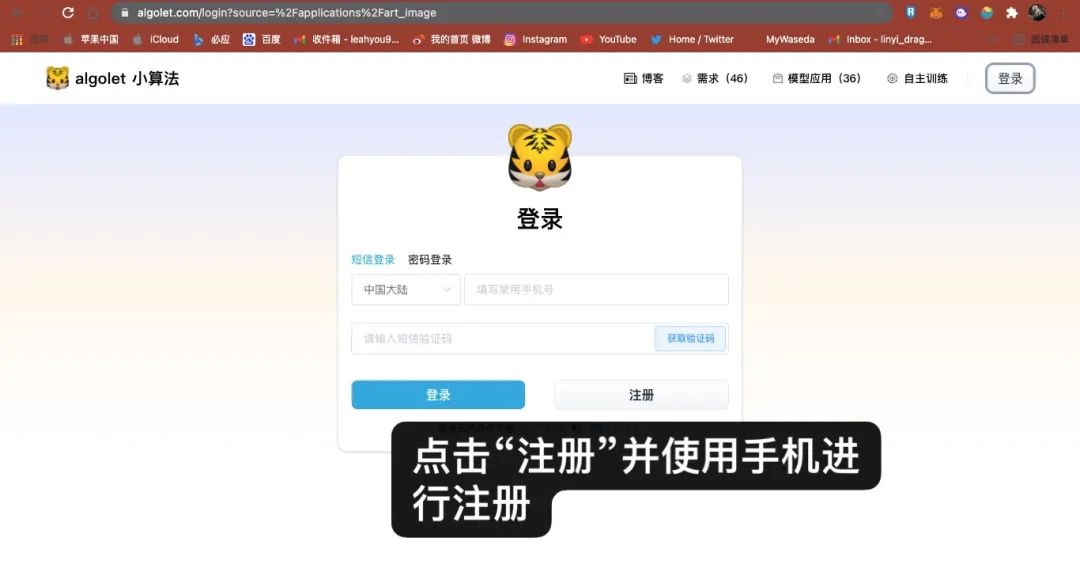 algolet.com/login?source=%2Fapplications%2Fart_image
应用 苹果中国 iCloud 必应 百度 收件箱 - leahyou9... 我的首页 微博 Instagram YouTube Home / Twitter MyWaseda Inbox - linyi_drag... 阅读清单
algolet 小算法 博客 需求（46） 模型应用（36） 自主训练 登录
登录
短信登录 密码登录
中国大陆 填写常用手机号
请输入短信验证码 获取验证码
登录 注册
点击“注册”并使用手机进
行注册